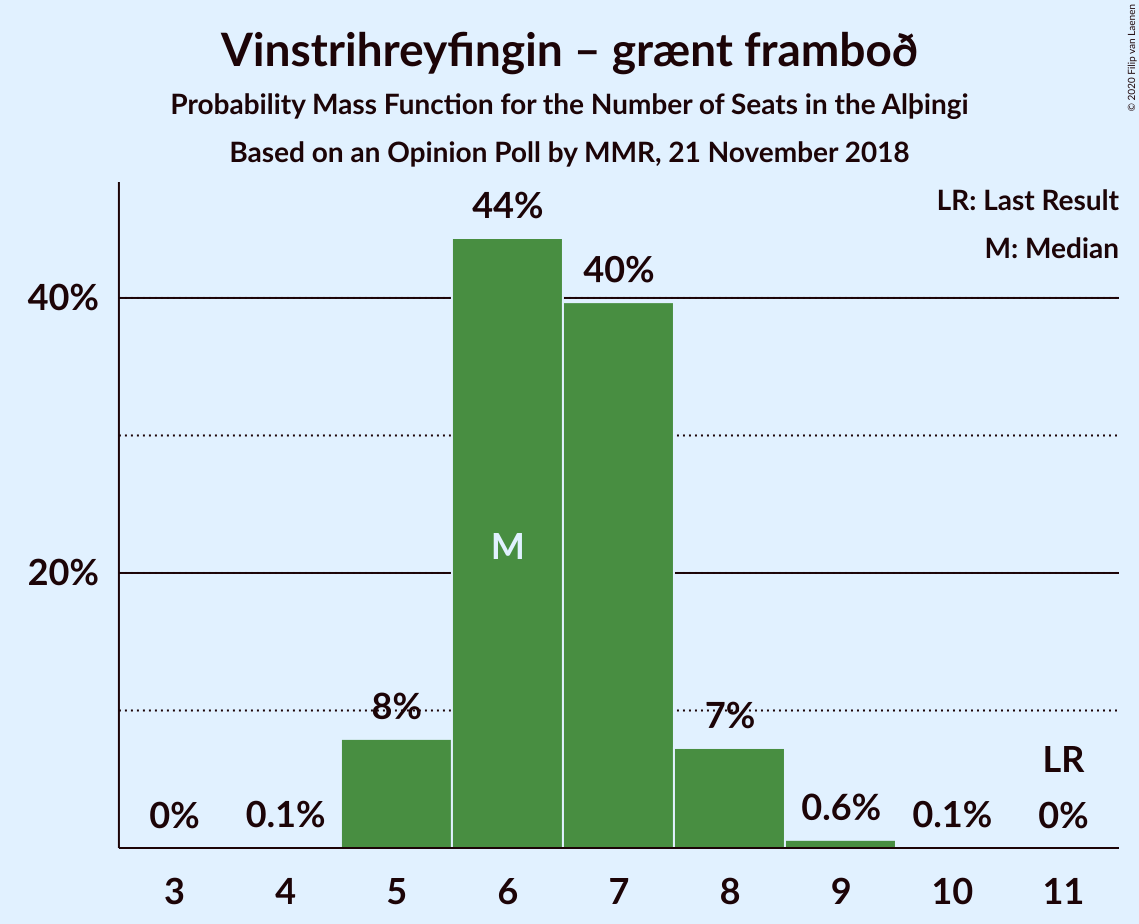 Vinstrihreyfingin – grænt framboð
Probability Mass Function for the Number of Seats in the Alþingi
Based on an Opinion Poll by MMR, 21 November 2018
© 2020 Filip van Laenen
LR: Last Result
M: Median
44%
40%
40%
M
20%
8%
7%
LR
0%
0.1%
0.6%
0.1%
0%
3
4
5
6
7
8
9
10
11